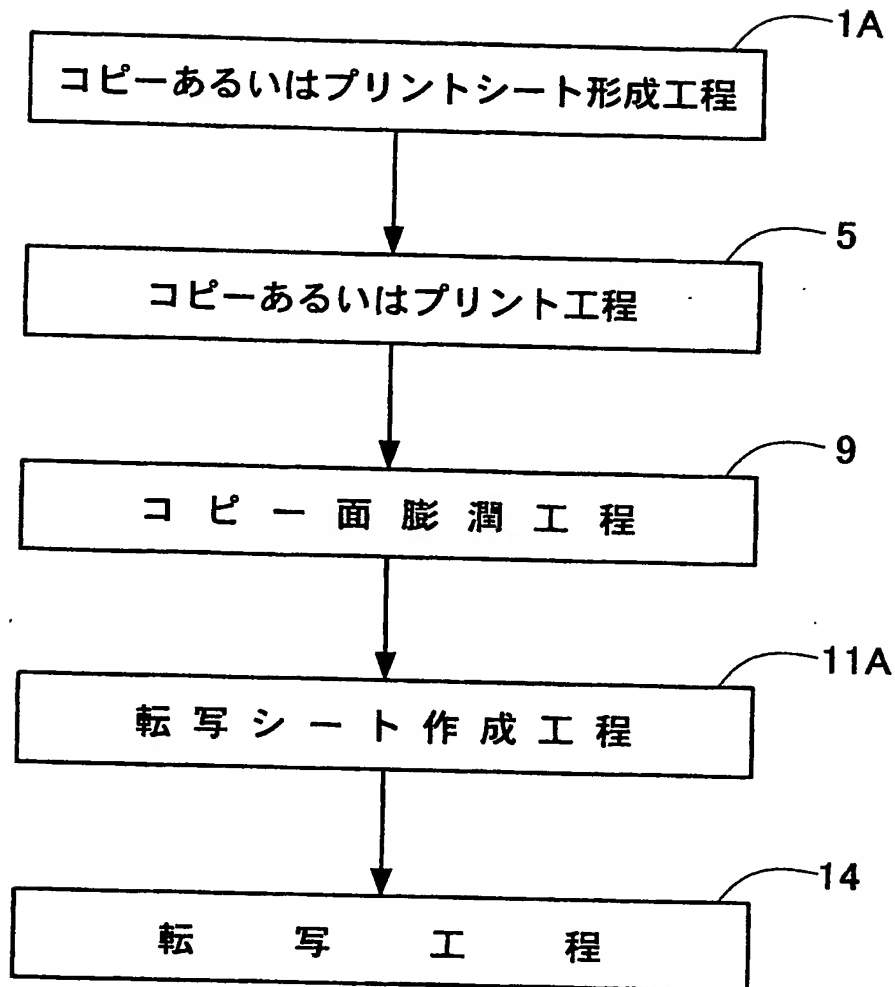 1A
コピーあるいはプリントシート形成工程
5
コピーあるいはプリント工程
9
コピー面膨潤工程
11A
転写シート作成工程
14
転写工程